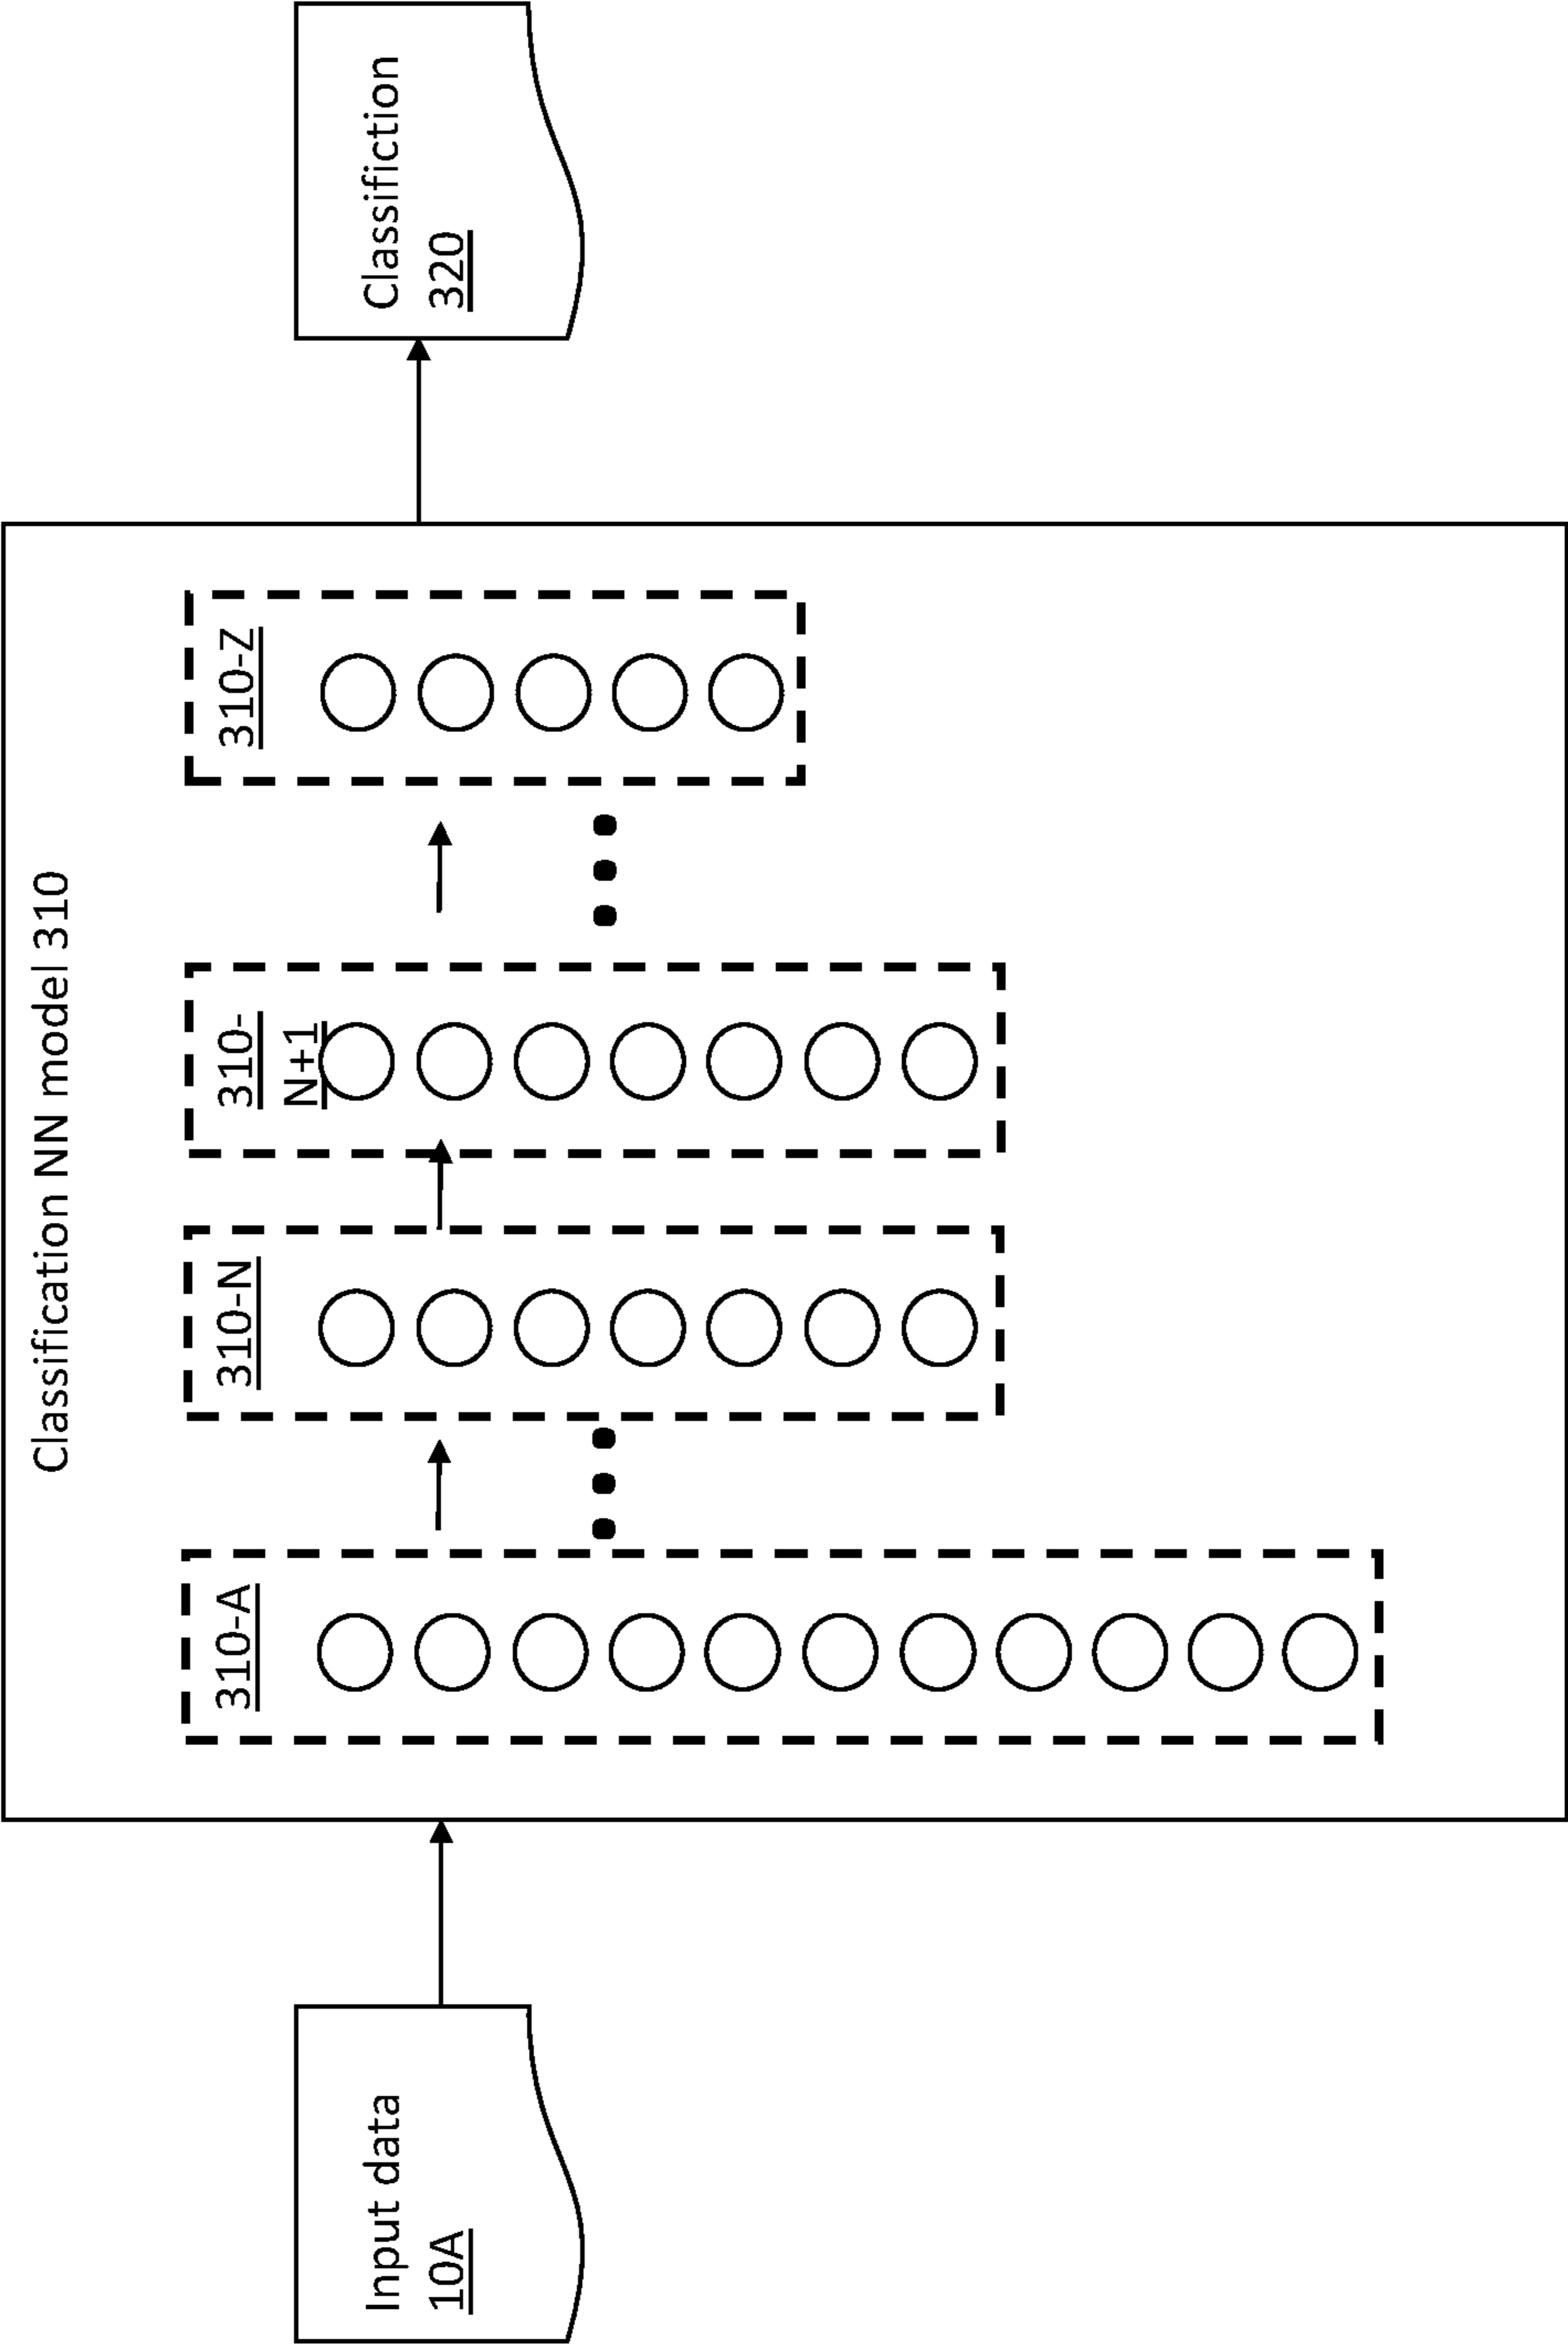 Classification NN model 310
Input data
10A
310-A
310-N
310-
N+1
310-Z
Classifiction
320